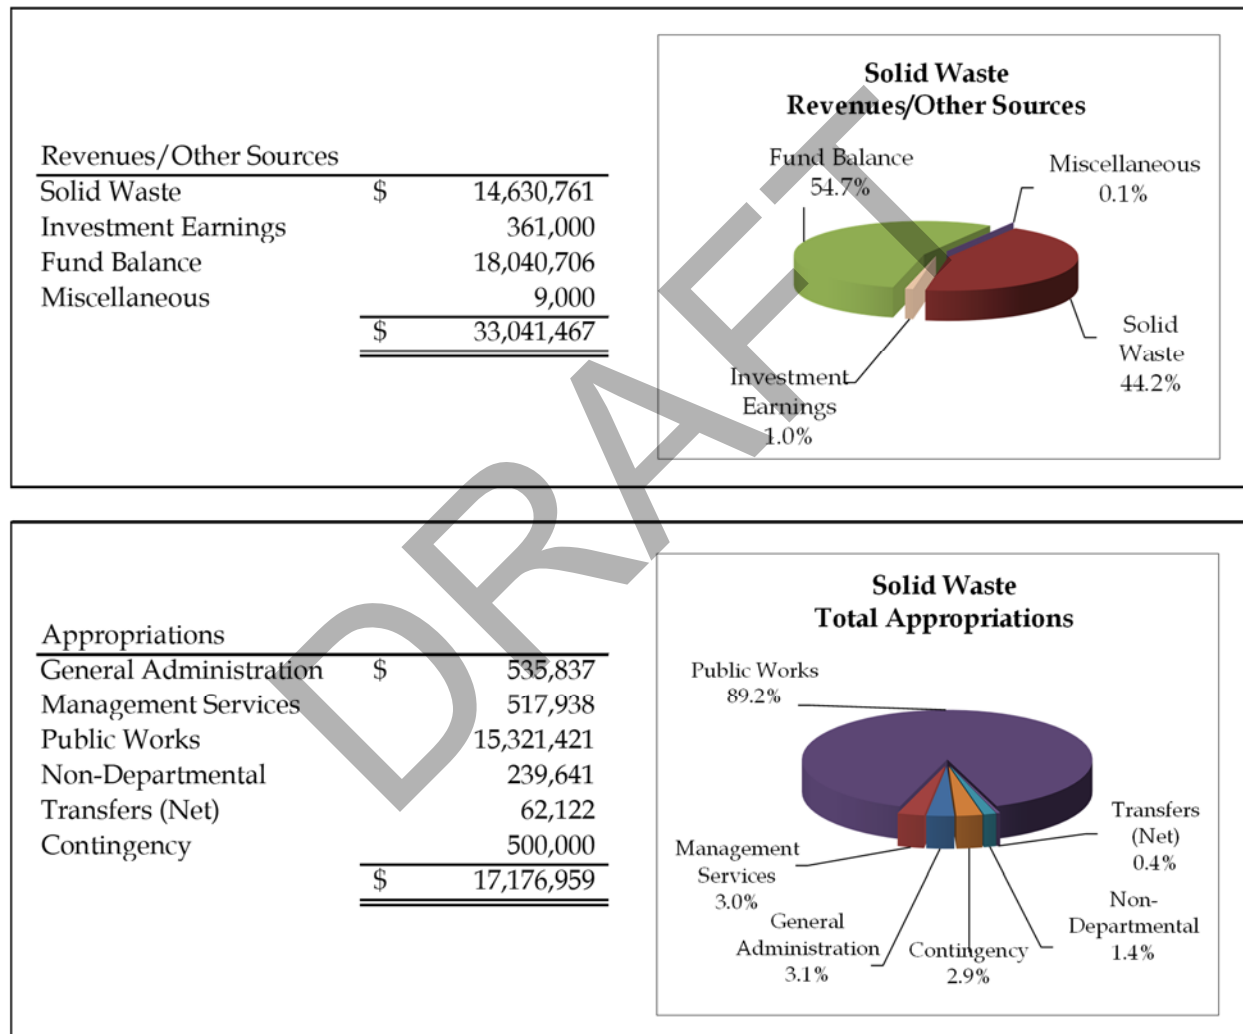 Solid Waste
Revenues/Other Sources
Revenues/Other Sources
Solid Waste $ 14,630,761
Investment Earnings 361,000
Fund Balance 18,040,706
Miscellaneous 9,000
$ 33,041,467
Fund Balance
54.7%
Miscellaneous
0.1%
Solid
Waste
44.2%
Investment
Earnings
1.0%
DRAFT
Solid Waste
Total Appropriations
Appropriations
General Administration $ 535,837
Management Services 517,938
Public Works 15,321,421
Non-Departmental 239,641
Transfers (Net) 62,122
Contingency 500,000
$ 17,176,959
Public Works
89.2%
Transfers
(Net)
0.4%
Management
Services
3.0%
General
Administration
3.1%
Contingency
2.9%
Non-
Departmental
1.4%